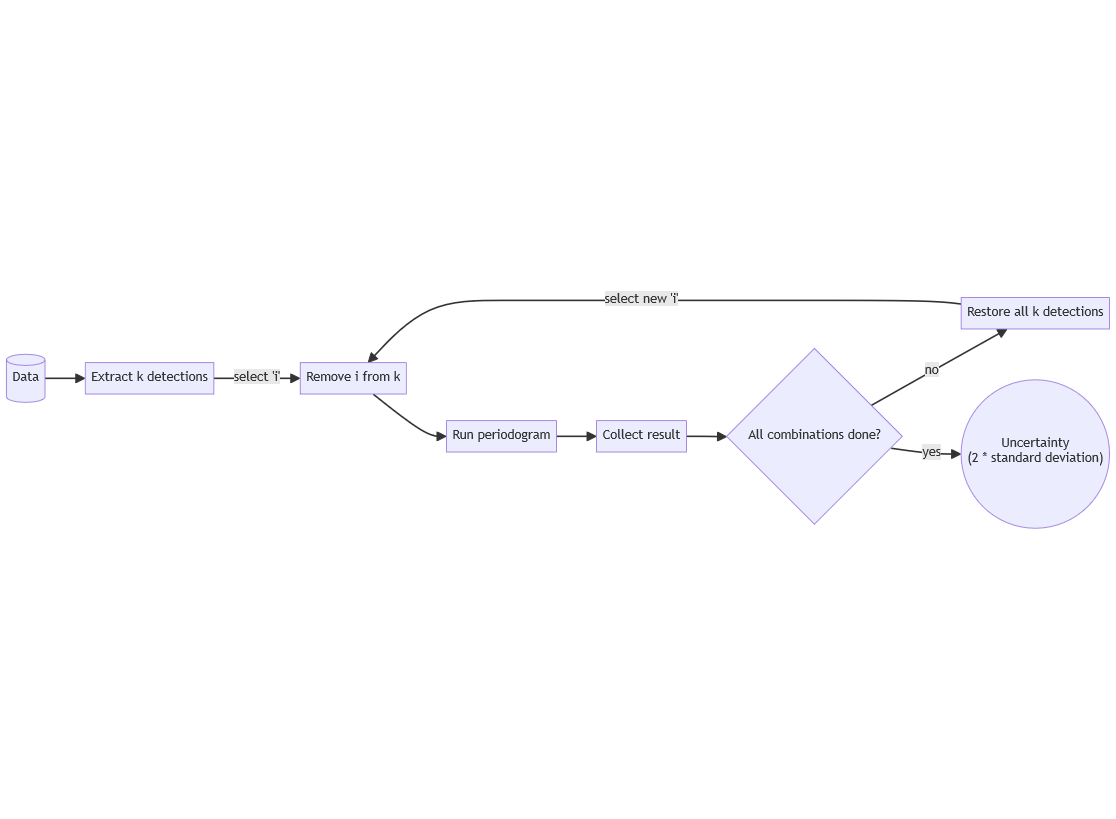 Data
Extract k detections
select 'i'
Remove i from k
Run periodogram
Collect result
All combinations done?
no
Restore all k detections
select new 'i'
yes
Uncertainty
(2 * standard deviation)